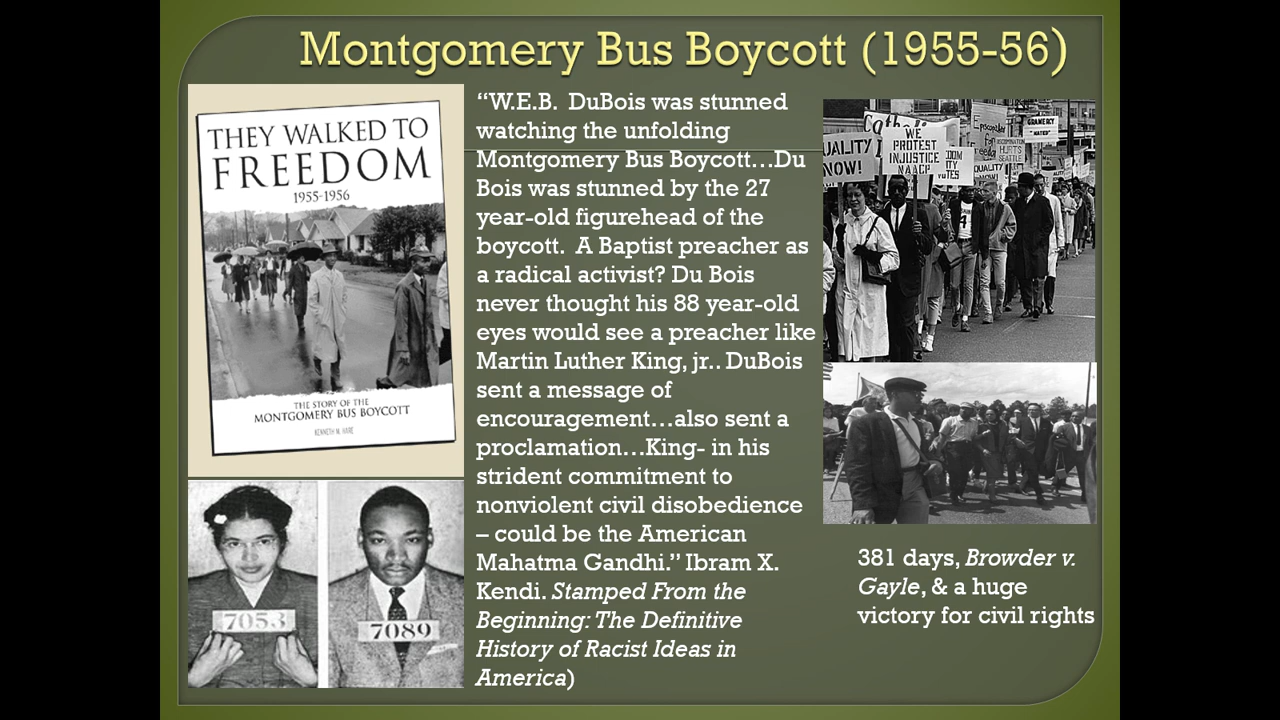 Montgomery Bus Boycott (1955-56)
THEY WALKED TO
FREEDOM
1955-1956
THE STORY OF THE
MONTGOMERY BUS BOYCOTT
KENNETH M. HARE
7053
7089
“W.E.B.  DuBois was stunned
watching the unfolding
Montgomery Bus Boycott…Du
Bois was stunned by the 27
year-old figurehead of the
boycott.  A Baptist preacher as
a radical activist? Du Bois
never thought his 88 year-old
eyes would see a preacher like
Martin Luther King, jr.. DuBois
sent a message of
encouragement…also sent a
proclamation…King- in his
strident commitment to
nonviolent civil disobedience
– could be the American
Mahatma Gandhi.” Ibram X.
Kendi. Stamped From the
Beginning: The Definitive
History of Racist Ideas in
America)
UALITY
NOW!
Catholic
WE
PROTEST
INJUSTICE
NAACP
DISCRIMINATION
HURTS
SEATTLE
381 days, Browder v.
Gayle, & a huge
victory for civil rights